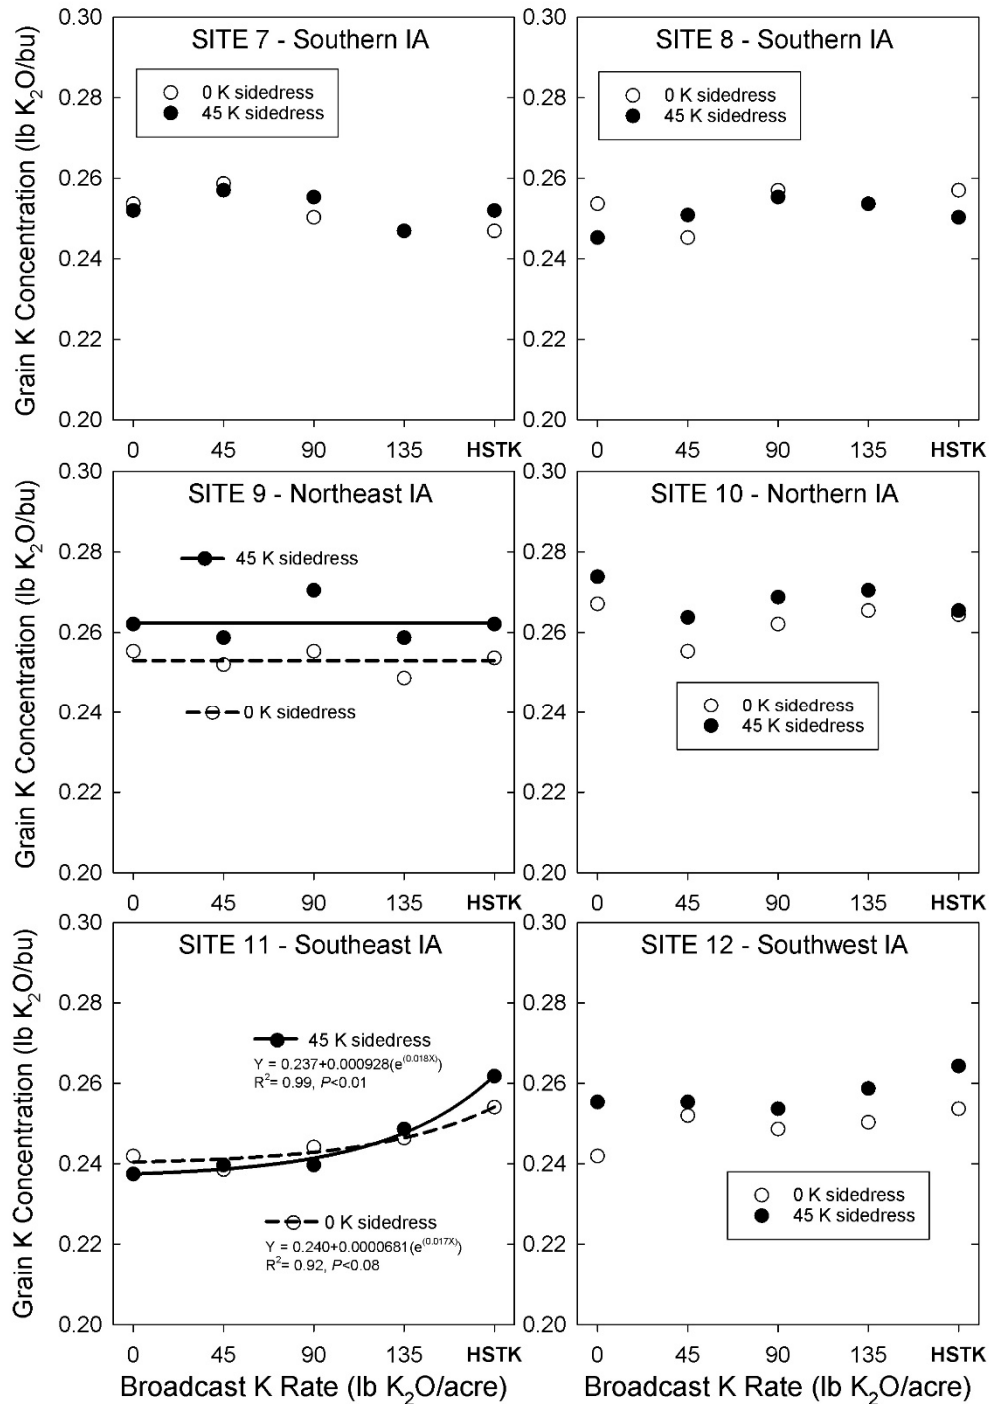 SITE 7 - Southern IA
0 K sidedress
45 K sidedress
0.30
0.28
0.26
0.24
0.22
0.20
Grain K Concentration (lb K₂O/bu)
0 45 90 135 HSTK
SITE 8 - Southern IA
0 K sidedress
45 K sidedress
0.30
0.28
0.26
0.24
0.22
0.20
0 45 90 135 HSTK
SITE 9 - Northeast IA
45 K sidedress
0 K sidedress
0.30
0.28
0.26
0.24
0.22
0.20
Grain K Concentration (lb K₂O/bu)
0 45 90 135 HSTK
SITE 10 - Northern IA
0 K sidedress
45 K sidedress
0.30
0.28
0.26
0.24
0.22
0.20
0 45 90 135 HSTK
SITE 11 - Southeast IA
45 K sidedress
Y = 0.237+0.000928(e^(0.018X))
R²= 0.99, P<0.01
0 K sidedress
Y = 0.240+0.0000681(e^(0.017X))
R²= 0.92, P<0.08
0.30
0.28
0.26
0.24
0.22
0.20
Grain K Concentration (lb K₂O/bu)
0 45 90 135 HSTK
Broadcast K Rate (lb K₂O/acre)
SITE 12 - Southwest IA
0 K sidedress
45 K sidedress
0.30
0.28
0.26
0.24
0.22
0.20
0 45 90 135 HSTK
Broadcast K Rate (lb K₂O/acre)